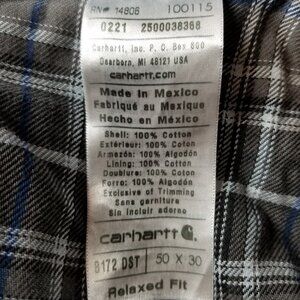 RN# 14806 100115
0221 2500038368
Carhartt, Inc. P.O. Box 600
Dearborn, MI 48121 USA
carhartt.com
Made in Mexico
Fabriqué au Mexique
Hecho en México
Shell: 100% Cotton
Extérieur: 100% Coton
Armazón: 100% Algodón
Lining: 100% Cotton
Doublure: 100% Coton
Forro: 100% Algodón
Exclusive of Trimming
Sans garniture
Sin incluir adorno
carhartt
B172 DST 50 X 30
Relaxed Fit